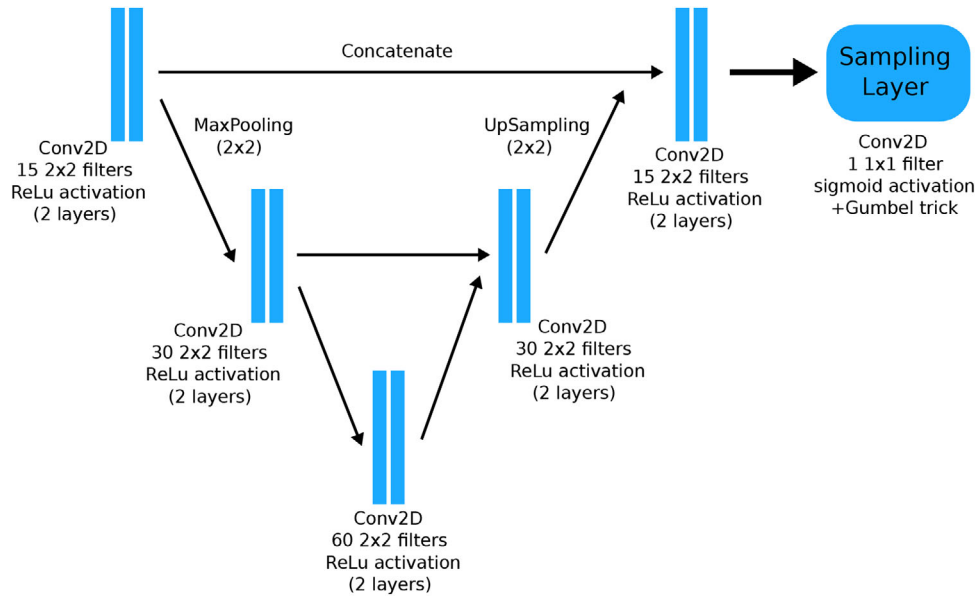 Concatenate
Sampling
Layer
MaxPooling
(2x2)
UpSampling
(2x2)
Conv2D
15 2x2 filters
ReLu activation
(2 layers)
Conv2D
15 2x2 filters
ReLu activation
(2 layers)
Conv2D
1 1x1 filter
sigmoid activation
+Gumbel trick
Conv2D
30 2x2 filters
ReLu activation
(2 layers)
Conv2D
30 2x2 filters
ReLu activation
(2 layers)
Conv2D
60 2x2 filters
ReLu activation
(2 layers)